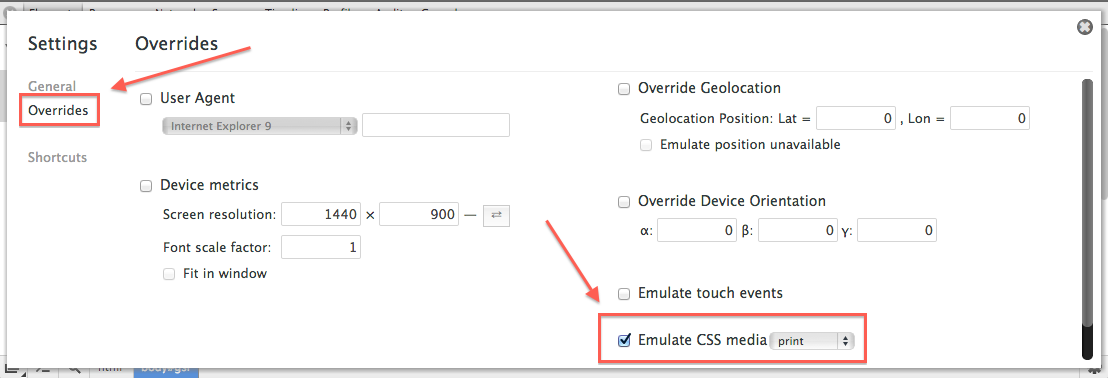 Settings
Overrides
General
Overrides
Shortcuts
User Agent
Internet Explorer 9
Device metrics
Screen resolution: 1440 × 900 —
Font scale factor: 1
Fit in window
Override Geolocation
Geolocation Position: Lat = 0 , Lon = 0
Emulate position unavailable
Override Device Orientation
α: 0 β: 0 γ: 0
Emulate touch events
Emulate CSS media print
html body#gsr